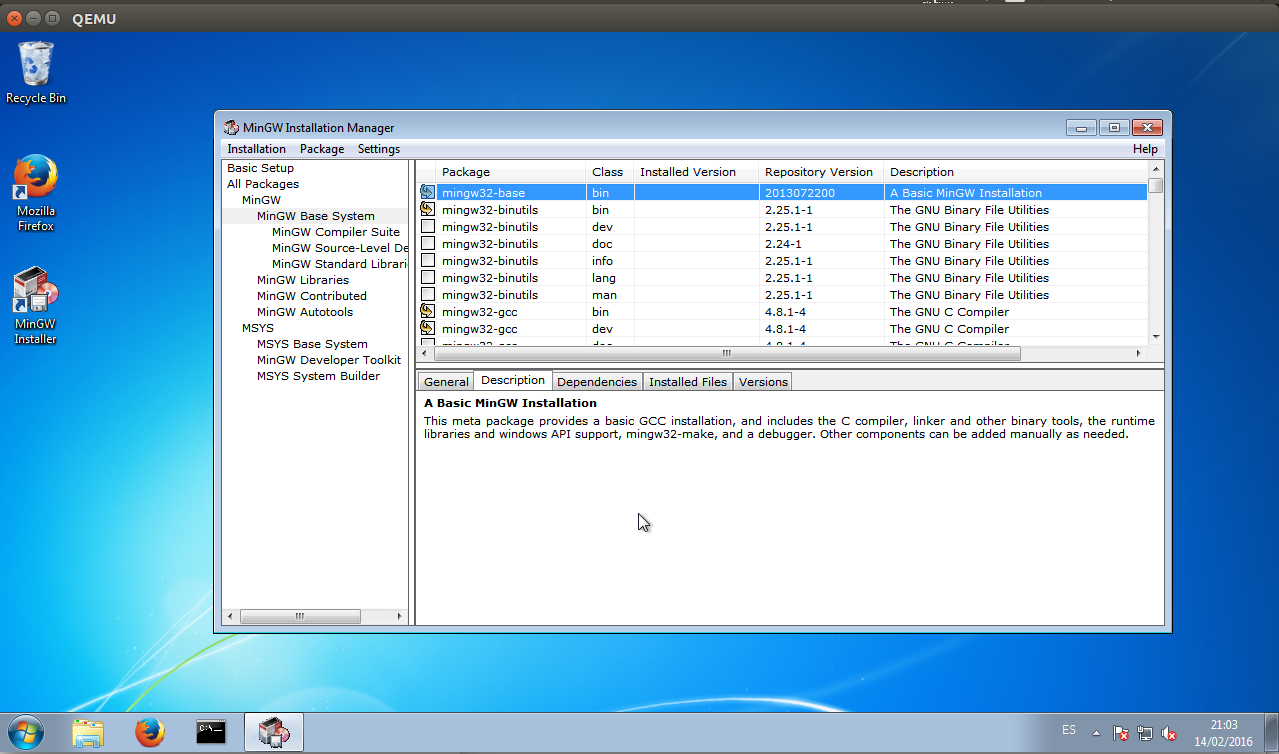 QEMU
Recycle Bin
Mozilla
Firefox
MinGW
Installer
MinGW Installation Manager
Installation Package Settings Help
Basic Setup
All Packages
MinGW
MinGW Base System
MinGW Compiler Suite
MinGW Source-Level De
MinGW Standard Librari
MinGW Libraries
MinGW Contributed
MinGW Autotools
MSYS
MSYS Base System
MinGW Developer Toolkit
MSYS System Builder
Package Class Installed Version Repository Version Description
mingw32-base bin 2013072200 A Basic MinGW Installation
mingw32-binutils bin 2.25.1-1 The GNU Binary File Utilities
mingw32-binutils dev 2.25.1-1 The GNU Binary File Utilities
mingw32-binutils doc 2.24-1 The GNU Binary File Utilities
mingw32-binutils info 2.25.1-1 The GNU Binary File Utilities
mingw32-binutils lang 2.25.1-1 The GNU Binary File Utilities
mingw32-binutils man 2.25.1-1 The GNU Binary File Utilities
mingw32-gcc bin 4.8.1-4 The GNU C Compiler
mingw32-gcc dev 4.8.1-4 The GNU C Compiler
mingw32-gcc doc 4.8.1-4 The GNU C Compiler
General Description Dependencies Installed Files Versions
A Basic MinGW Installation
This meta package provides a basic GCC installation, and includes the C compiler, linker and other binary tools, the runtime
libraries and windows API support, mingw32-make, and a debugger. Other components can be added manually as needed.
C:\_
ES
21:03
14/02/2016